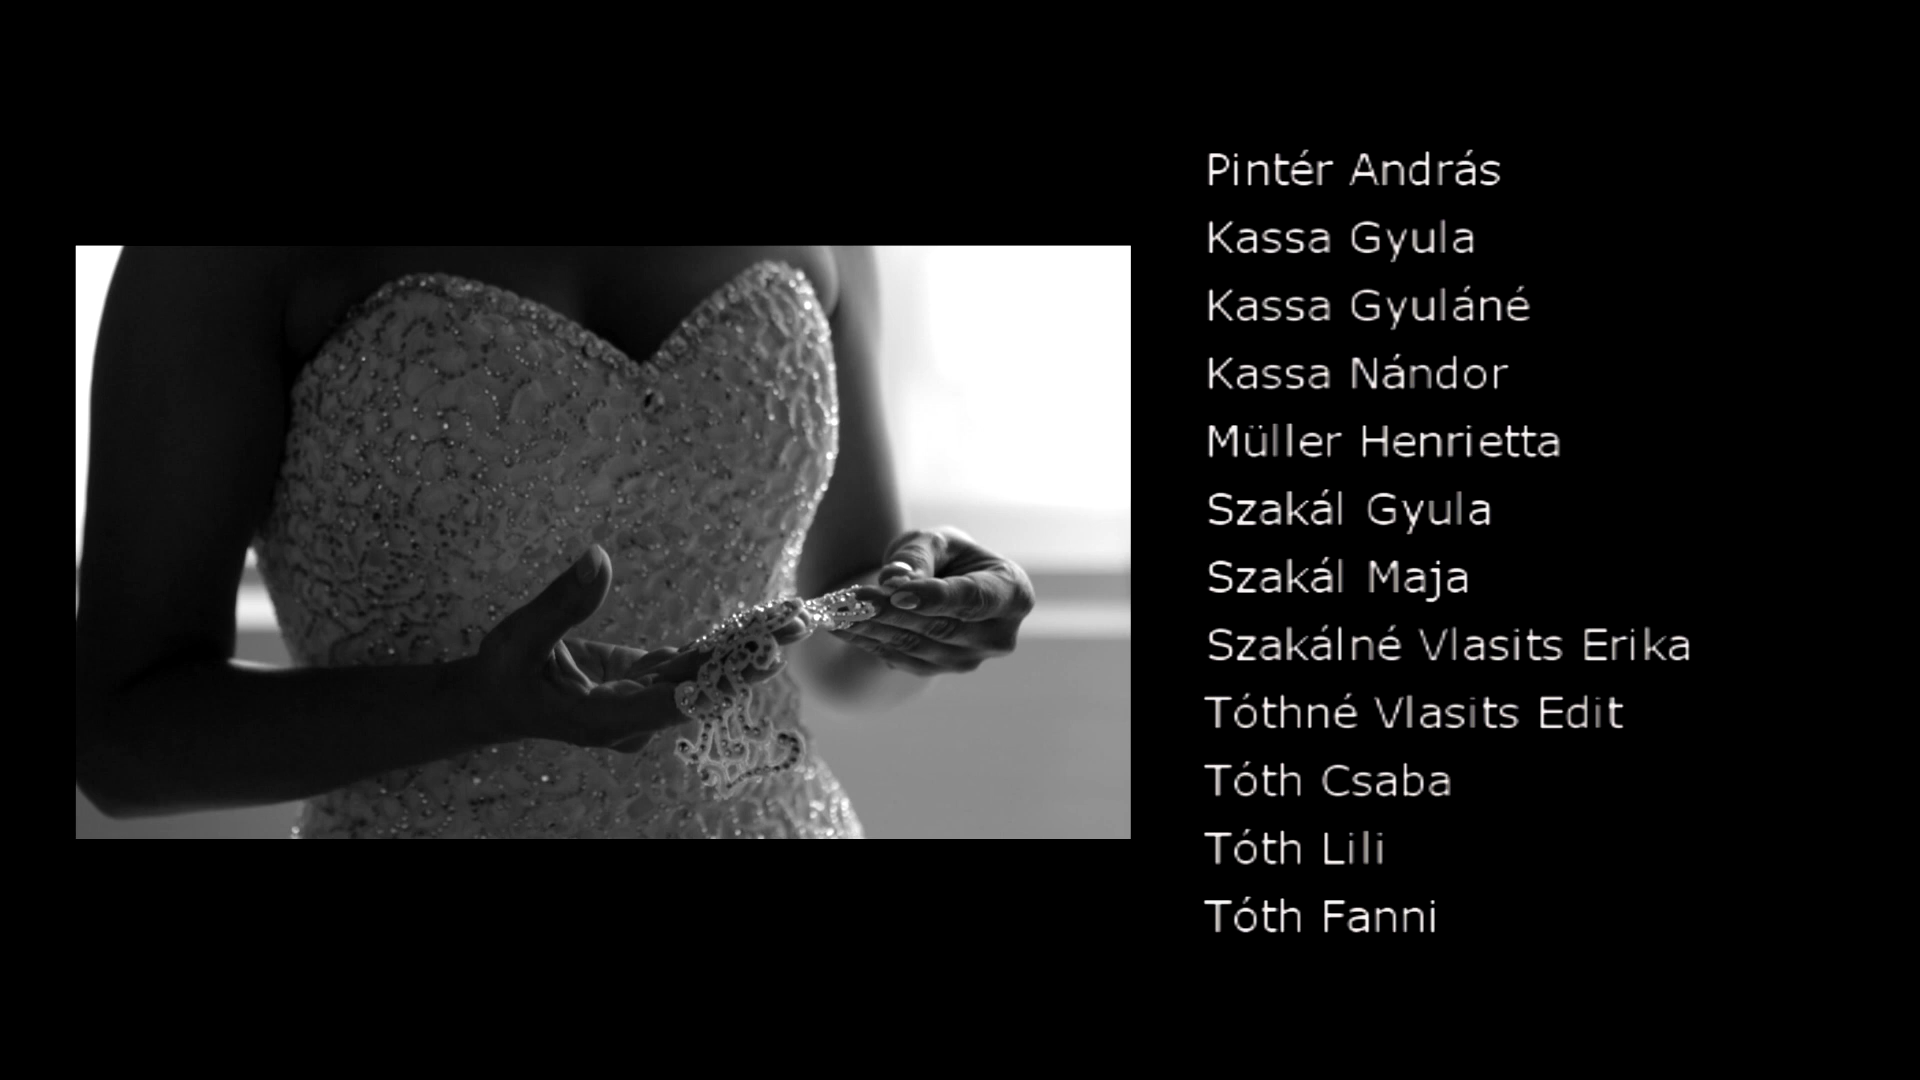 Pintér András
Kassa Gyula
Kassa Gyuláné
Kassa Nándor
Müller Henrietta
Szakál Gyula
Szakál Maja
Szakálné Vlasits Erika
Tóthné Vlasits Edit
Tóth Csaba
Tóth Lili
Tóth Fanni